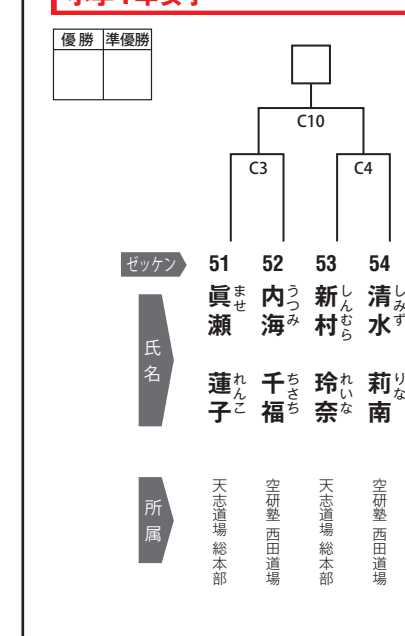 優勝 準優勝
C10
C3 C4
ゼッケン 51 52 53 54
氏名
眞瀬 蓮子 ませ れんこ
内海 千福 うつみ ちさち
新村 玲奈 しんむら れいな
清水 莉南 しみず りな
所属
天志道場 総本部
空研塾 西田道場
天志道場 総本部
空研塾 西田道場